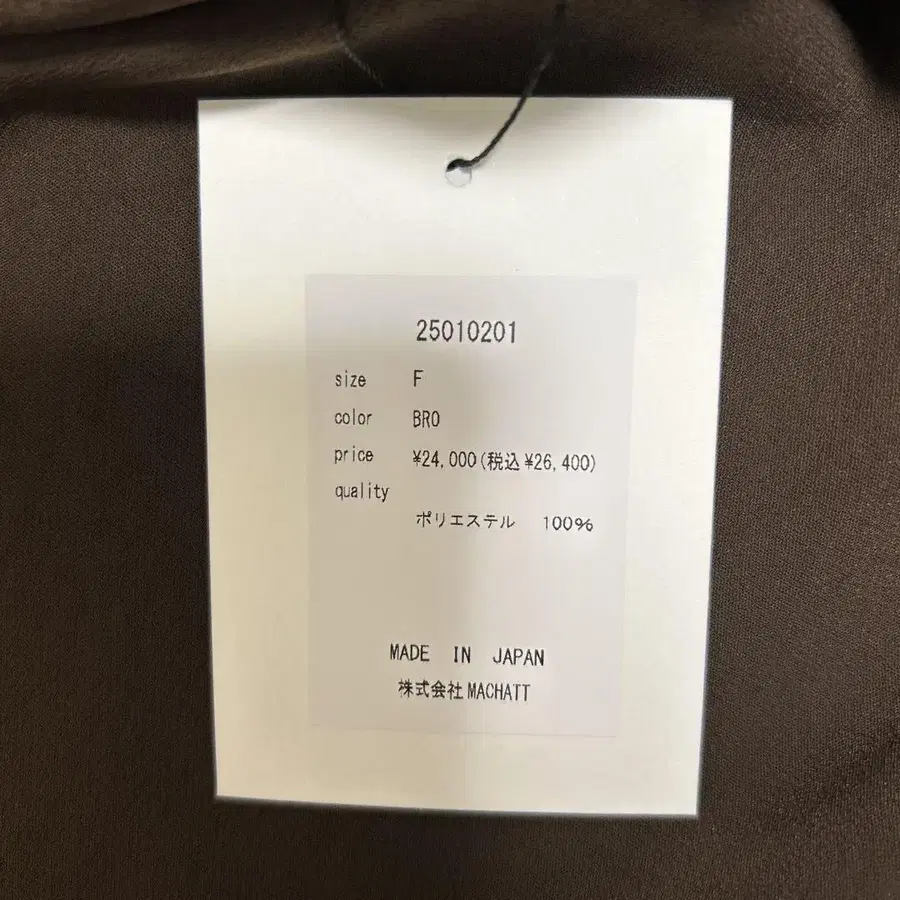 25010201
size F
color BRO
price ¥24,000(税込¥26,400)
quality
ポリエステル 100%
MADE IN JAPAN
株式会社MACHATT